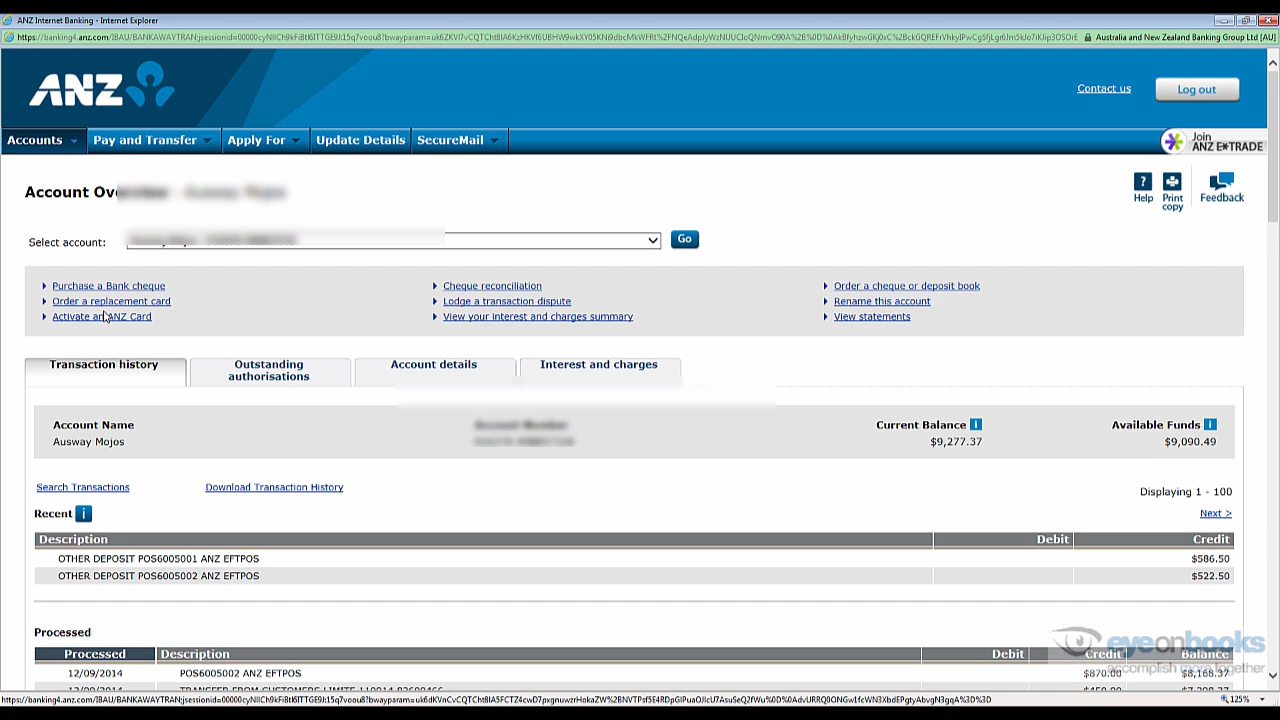 ANZ Internet Banking - Internet Explorer
Australia and New Zealand Banking Group Ltd [AU]
ANZ
Contact us
Log out
Accounts
Pay and Transfer
Apply For
Update Details
SecureMail
Join
ANZ E*TRADE
Account
Help
Print
copy
Feedback
Select account:
Go
Purchase a Bank cheque
Cheque reconciliation
Order a cheque or deposit book
Order a replacement card
Lodge a transaction dispute
Rename this account
Activate an ANZ Card
View your interest and charges summary
View statements
Transaction history
Outstanding
authorisations
Account details
Interest and charges
Account Name
Current Balance
Available Funds
Ausway Mojos
$9,277.37
$9,090.49
Search Transactions
Download Transaction History
Displaying 1 - 100
Recent
Next >
Description Debit Credit
OTHER DEPOSIT POS6005001 ANZ EFTPOS $586.50
OTHER DEPOSIT POS6005002 ANZ EFTPOS $522.50
Processed
Processed Description Debit Credit Balance
12/09/2014 POS6005002 ANZ EFTPOS $870.00 $8,168.37
eyeonbooks
accomplish more together
125%